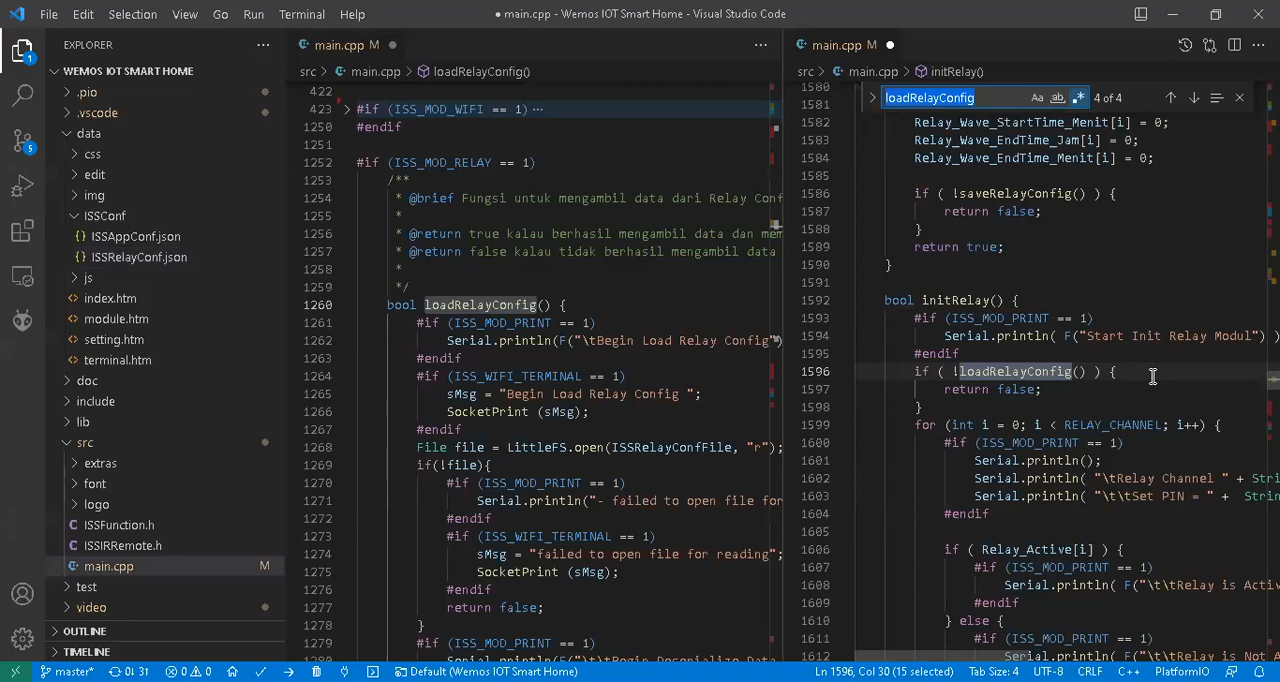 File Edit Selection View Go Run Terminal Help
● main.cpp - Wemos IOT Smart Home - Visual Studio Code
EXPLORER
WEMOS IOT SMART HOME
.pio
.vscode
data
css
edit
img
ISSConf
{} ISSAppConf.json
{} ISSRelayConf.json
js
index.htm
module.htm
setting.htm
terminal.htm
doc
include
lib
src
extras
font
logo
C ISSFunction.h
C ISSIRRemote.h
main.cpp M
test
video
OUTLINE
TIMELINE
1
5
main.cpp M
src > main.cpp > loadRelayConfig()
422
423 #if (ISS_MOD_WIFI == 1) ···
1250 #endif
1251
1252 #if (ISS_MOD_RELAY == 1)
1253 /**
1254 * @brief Fungsi untuk mengambil data dari Relay Conf
1255 *
1256 * @return true kalau berhasil mengambil data dan mem
1257 * @return false kalau tidak berhasil mengambil data
1258 *
1259 */
1260 bool loadRelayConfig() {
1261 #if (ISS_MOD_PRINT == 1)
1262 Serial.println(F("\tBegin Load Relay Config")
1263 #endif
1264 #if (ISS_WIFI_TERMINAL == 1)
1265 sMsg = "Begin Load Relay Config ";
1266 SocketPrint (sMsg);
1267 #endif
1268 File file = LittleFS.open(ISSRelayConfFile, "r");
1269 if(!file){
1270 #if (ISS_MOD_PRINT == 1)
1271 Serial.println("- failed to open file for
1272 #endif
1273 #if (ISS_WIFI_TERMINAL == 1)
1274 sMsg = "failed to open file for reading";
1275 SocketPrint (sMsg);
1276 #endif
1277 return false;
1278 }
1279 #if (ISS_MOD_PRINT == 1)
1280 Serial.println(F("\tBegin Deserialize Data
main.cpp M
src > main.cpp > initRelay()
loadRelayConfig Aa ab .* 4 of 4
1580
1581
1582 Relay_Wave_StartTime_Menit[i] = 0;
1583 Relay_Wave_EndTime_Jam[i] = 0;
1584 Relay_Wave_EndTime_Menit[i] = 0;
1585
1586 if ( !saveRelayConfig() ) {
1587 return false;
1588 }
1589 return true;
1590 }
1591
1592 bool initRelay() {
1593 #if (ISS_MOD_PRINT == 1)
1594 Serial.println( F("Start Init Relay Modul") )
1595 #endif
1596 if ( !loadRelayConfig() ) {
1597 return false;
1598 }
1599 for (int i = 0; i < RELAY_CHANNEL; i++) {
1600 #if (ISS_MOD_PRINT == 1)
1601 Serial.println();
1602 Serial.println( "\tRelay Channel " + Stri
1603 Serial.println( "\t\tSet PIN = " + String
1604 #endif
1605
1606 if ( Relay_Active[i] ) {
1607 #if (ISS_MOD_PRINT == 1)
1608 Serial.println( F("\t\tRelay is Activ
1609 #endif
1610 } else {
1611 #if (ISS_MOD_PRINT == 1)
1612 Serial.println( F("\t\tRelay is Not A
master* 0↓ 3↑ 0 0 Default (Wemos IOT Smart Home) Ln 1596, Col 30 (15 selected) Tab Size: 4 UTF-8 CRLF C++ PlatformIO